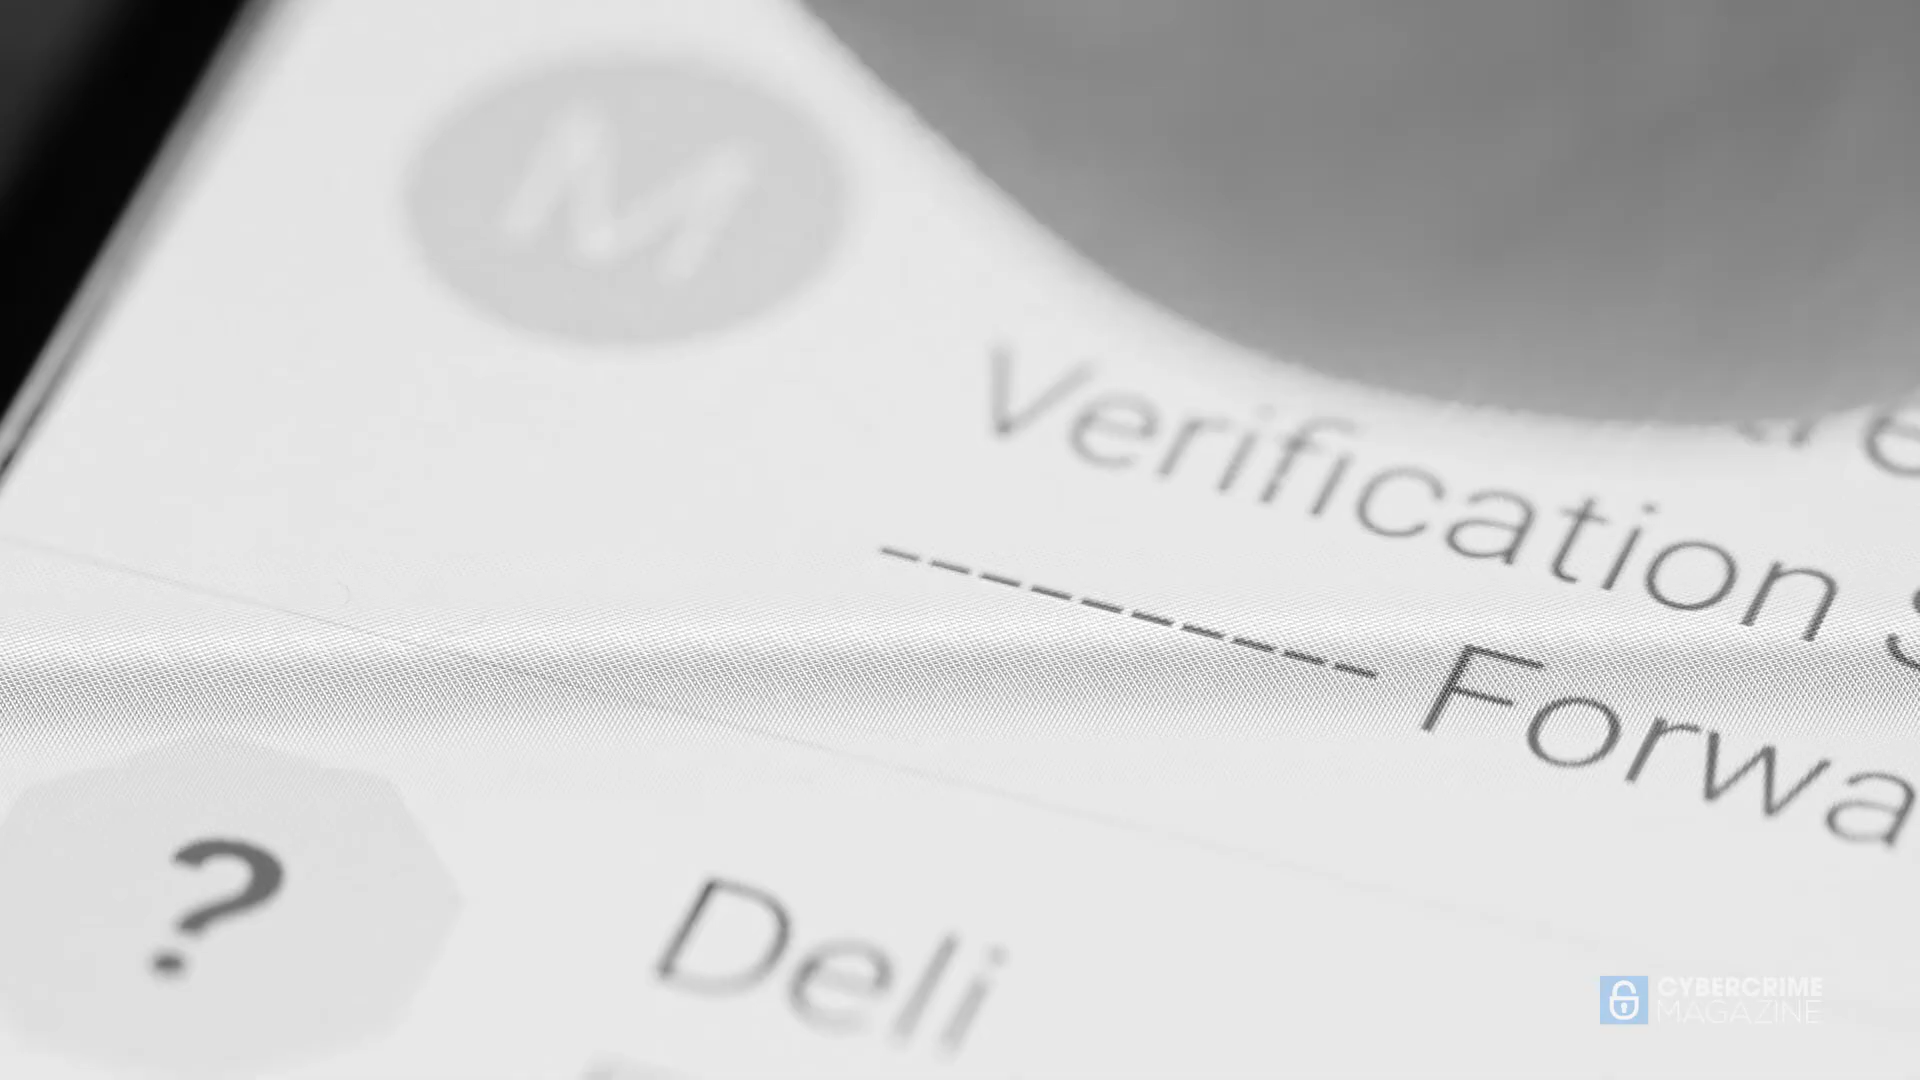 M
Verification
---------- Forwa
?
Deli
CYBERCRIME
MAGAZINE